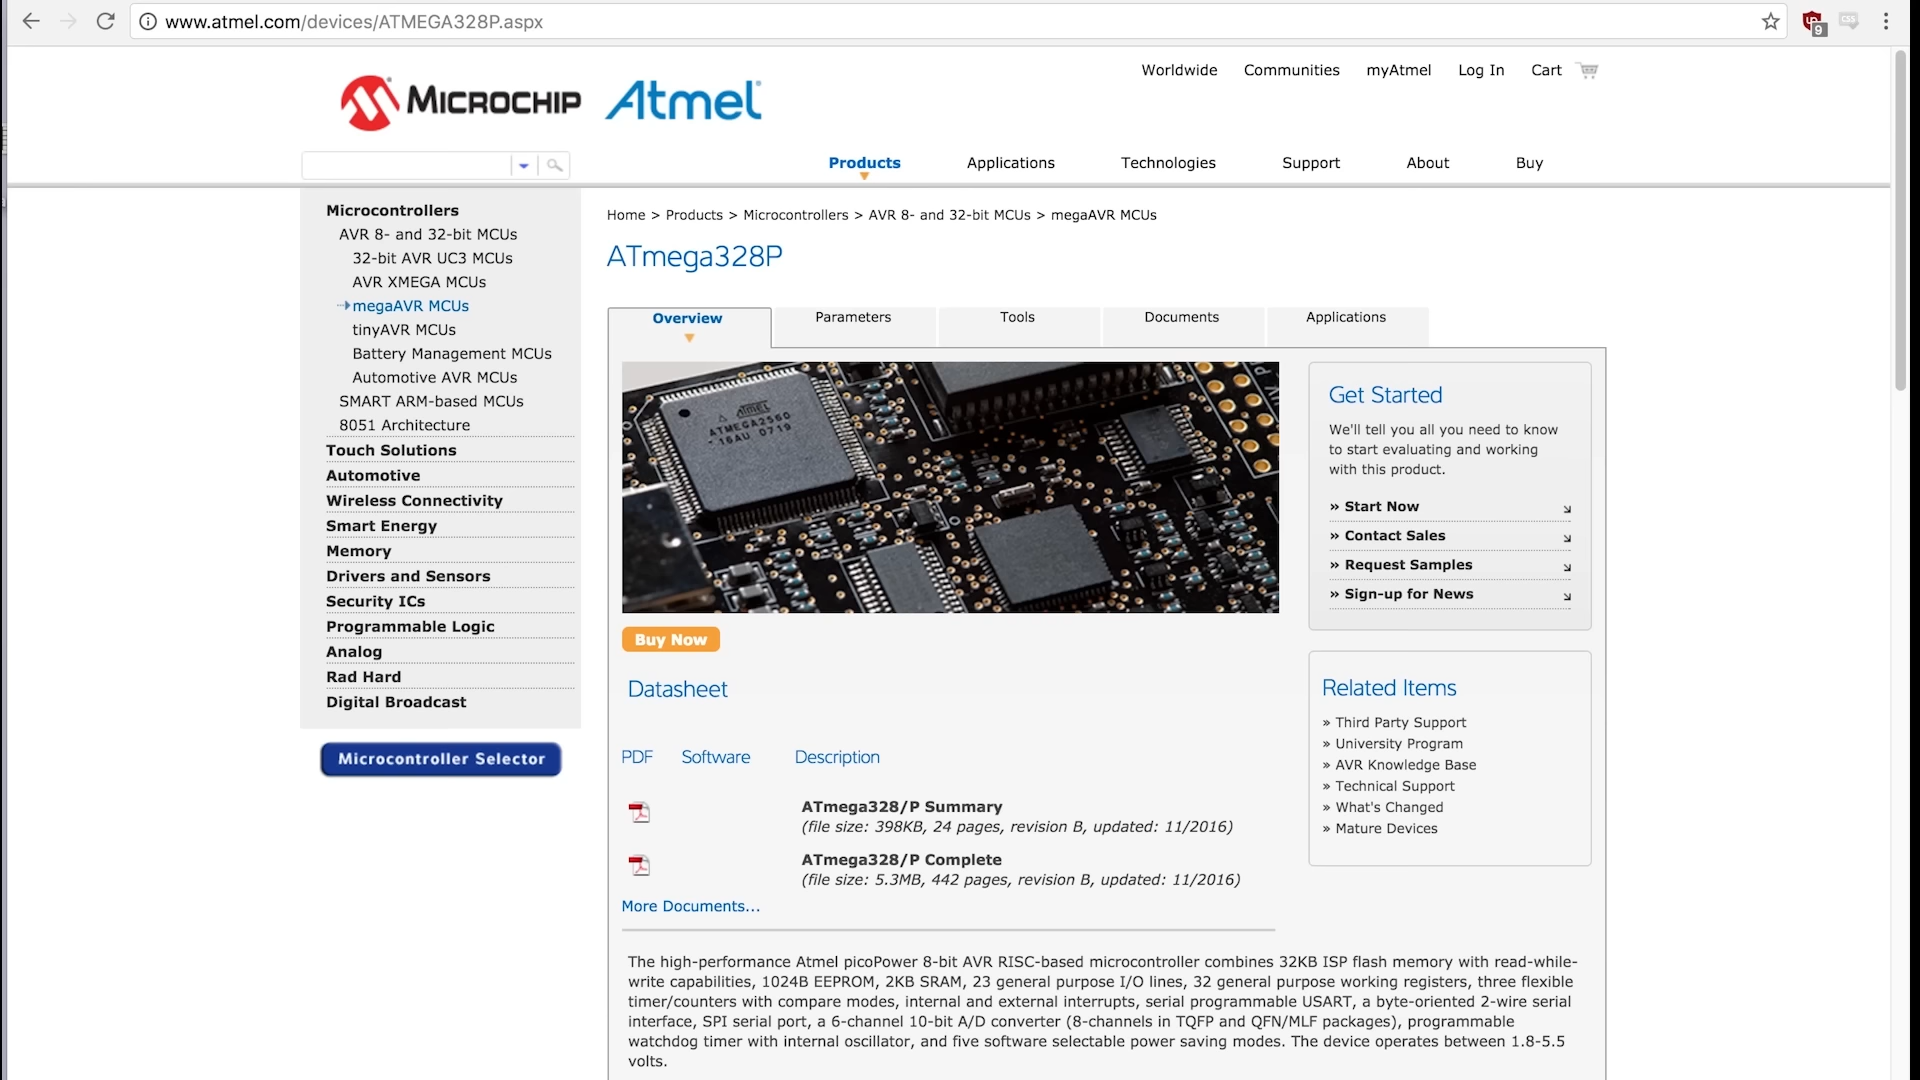 www.atmel.com/devices/ATMEGA328P.aspx
9
CSS
MICROCHIP
Atmel
Worldwide
Communities
myAtmel
Log In
Cart
Products
Applications
Technologies
Support
About
Buy
Microcontrollers
AVR 8- and 32-bit MCUs
32-bit AVR UC3 MCUs
AVR XMEGA MCUs
megaAVR MCUs
tinyAVR MCUs
Battery Management MCUs
Automotive AVR MCUs
SMART ARM-based MCUs
8051 Architecture
Touch Solutions
Automotive
Wireless Connectivity
Smart Energy
Memory
Drivers and Sensors
Security ICs
Programmable Logic
Analog
Rad Hard
Digital Broadcast
Microcontroller Selector
Home > Products > Microcontrollers > AVR 8- and 32-bit MCUs > megaAVR MCUs
ATmega328P
Overview
Parameters
Tools
Documents
Applications
Atmel
ATMEGA2560
16AU 0719
Buy Now
Datasheet
PDF
Software
Description
ATmega328/P Summary
(file size: 398KB, 24 pages, revision B, updated: 11/2016)
ATmega328/P Complete
(file size: 5.3MB, 442 pages, revision B, updated: 11/2016)
More Documents...
The high-performance Atmel picoPower 8-bit AVR RISC-based microcontroller combines 32KB ISP flash memory with read-while-
write capabilities, 1024B EEPROM, 2KB SRAM, 23 general purpose I/O lines, 32 general purpose working registers, three flexible
timer/counters with compare modes, internal and external interrupts, serial programmable USART, a byte-oriented 2-wire serial
interface, SPI serial port, a 6-channel 10-bit A/D converter (8-channels in TQFP and QFN/MLF packages), programmable
watchdog timer with internal oscillator, and five software selectable power saving modes. The device operates between 1.8-5.5
volts.
Get Started
We'll tell you all you need to know
to start evaluating and working
with this product.
» Start Now
» Contact Sales
» Request Samples
» Sign-up for News
Related Items
» Third Party Support
» University Program
» AVR Knowledge Base
» Technical Support
» What's Changed
» Mature Devices